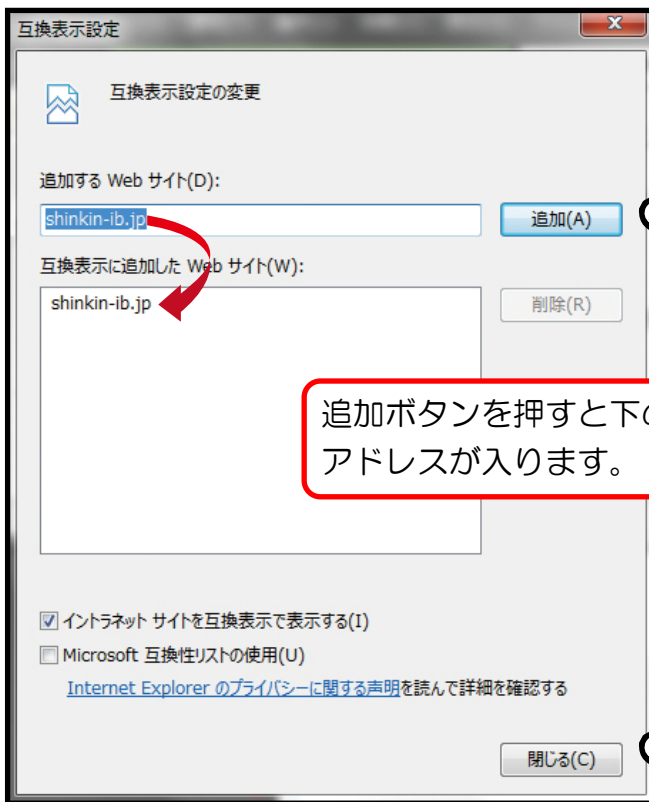 互換表示設定
互換表示設定の変更
追加する Web サイト(D):
shinkin-ib.jp
追加(A)
互換表示に追加した Web サイト(W):
shinkin-ib.jp
削除(R)
追加ボタンを押すと下
アドレスが入ります。
イントラネット サイトを互換表示で表示する(I)
Microsoft 互換性リストの使用(U)
Internet Explorer のプライバシーに関する声明を読んで詳細を確認する
閉じる(C)